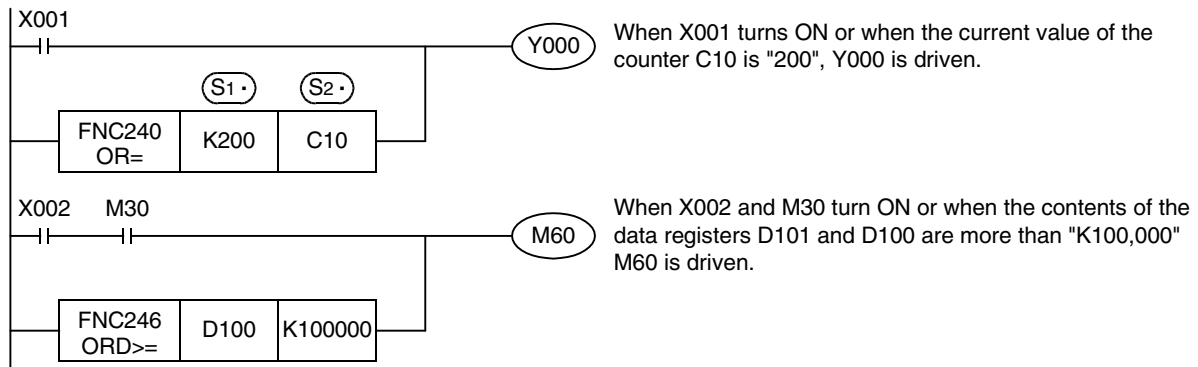 X001
Y000
When X001 turns ON or when the current value of the
counter C10 is "200", Y000 is driven.
S1· S2·
FNC240
OR=
K200
C10
X002 M30
M60
When X002 and M30 turn ON or when the contents of the
data registers D101 and D100 are more than "K100,000"
M60 is driven.
FNC246
ORD>=
D100
K100000